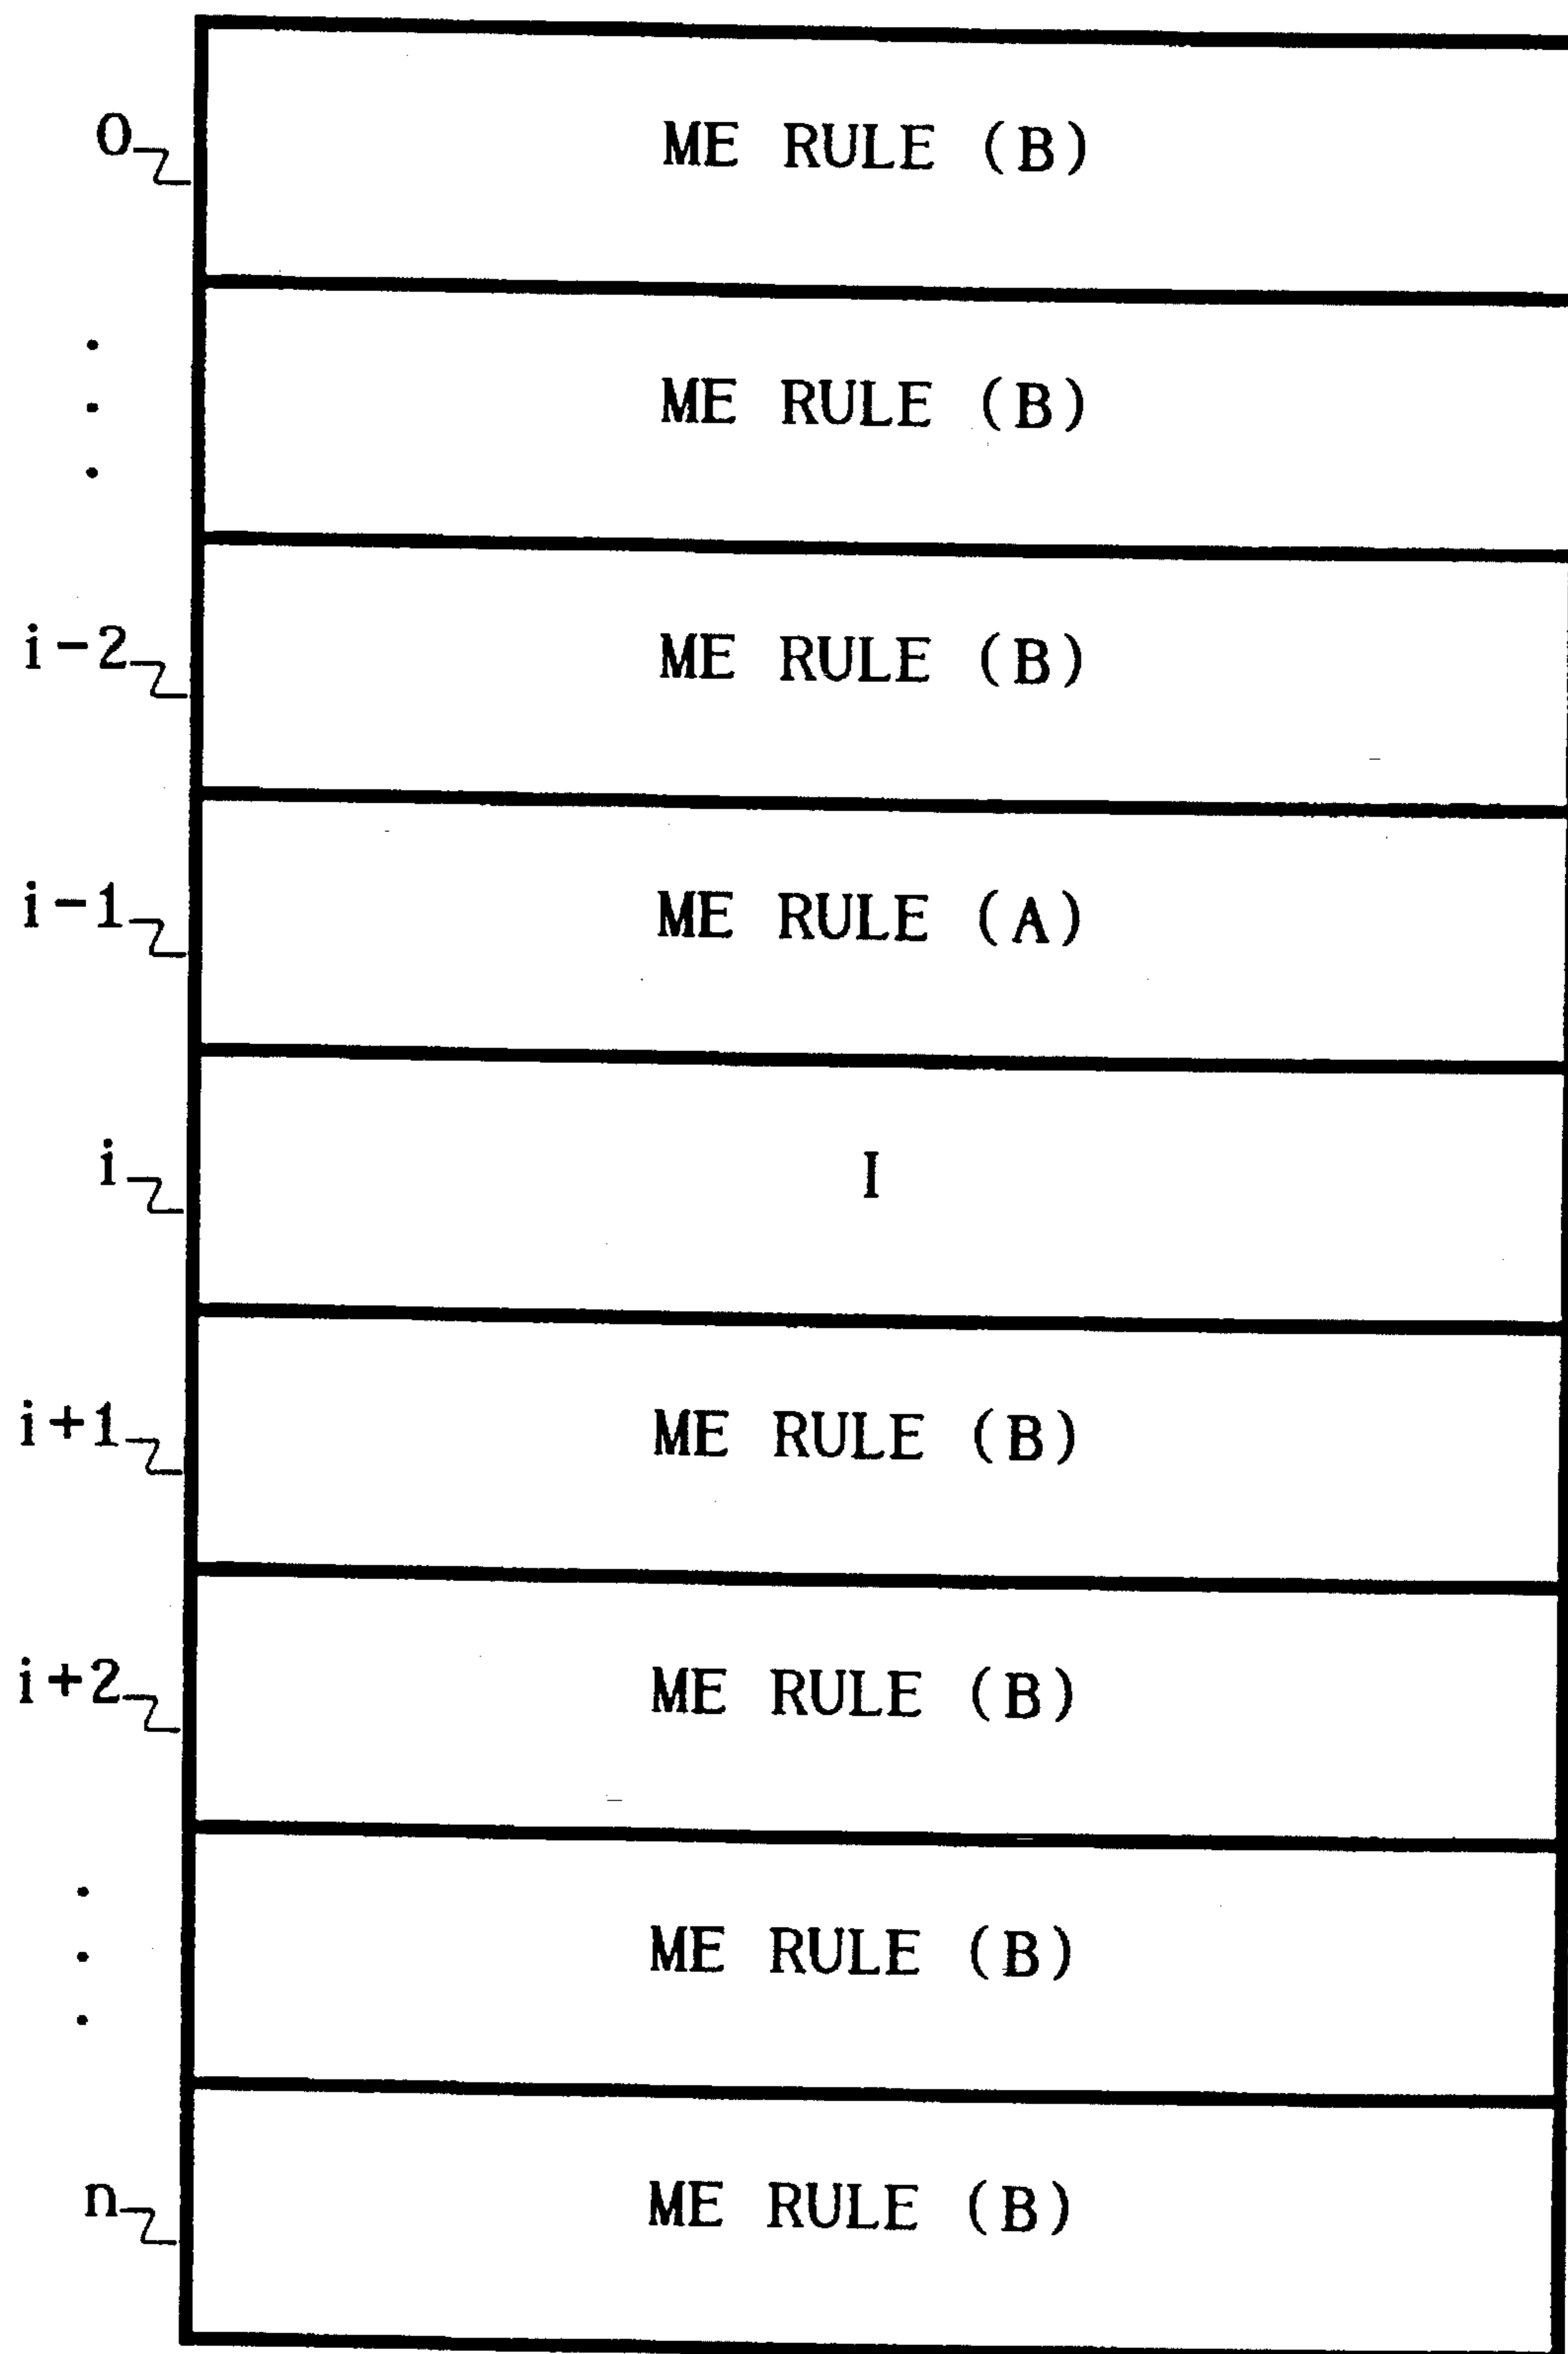 0 ME RULE (B)
. ME RULE (B)
.
.
i-2 ME RULE (B)
i-1 ME RULE (A)
i I
i+1 ME RULE (B)
i+2 ME RULE (B)
. ME RULE (B)
.
.
n ME RULE (B)